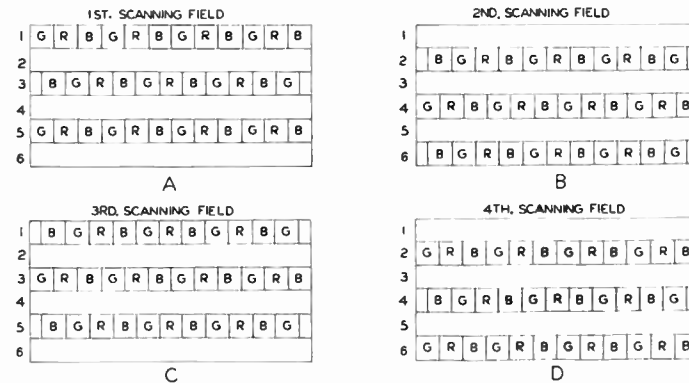 1ST. SCANNING FIELD
1 G R B G R B G R B G R B
2
3 B G R B G R B G R B G
4
5 G R B G R B G R B G R B
6
A
2ND. SCANNING FIELD
1
2 B G R B G R B G R B G
3
4 G R B G R B G R B G R B
5
6 B G R B G R B G R B G
B
3RD. SCANNING FIELD
1 B G R B G R B G R B G
2
3 G R B G R B G R B G R B
4
5 B G R B G R B G R B G
6
C
4TH. SCANNING FIELD
1
2 G R B G R B G R B G R B
3
4 B G R B G R B G R B G
5
6 G R B G R B G R B G R B
D